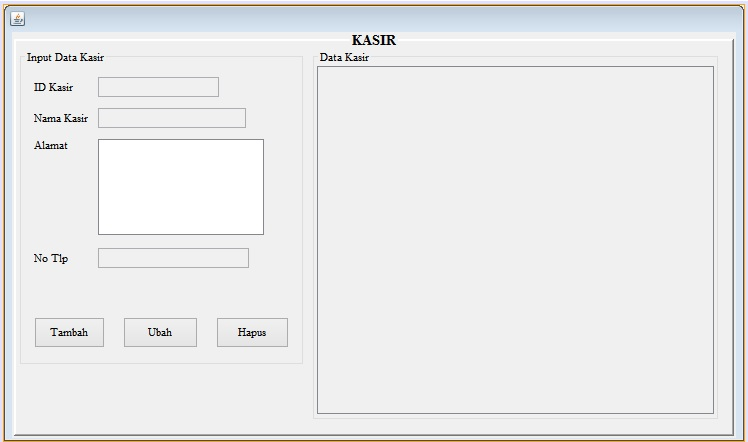 KASIR
Input Data Kasir
ID Kasir
Nama Kasir
Alamat
No Tlp
Tambah
Ubah
Hapus
Data Kasir